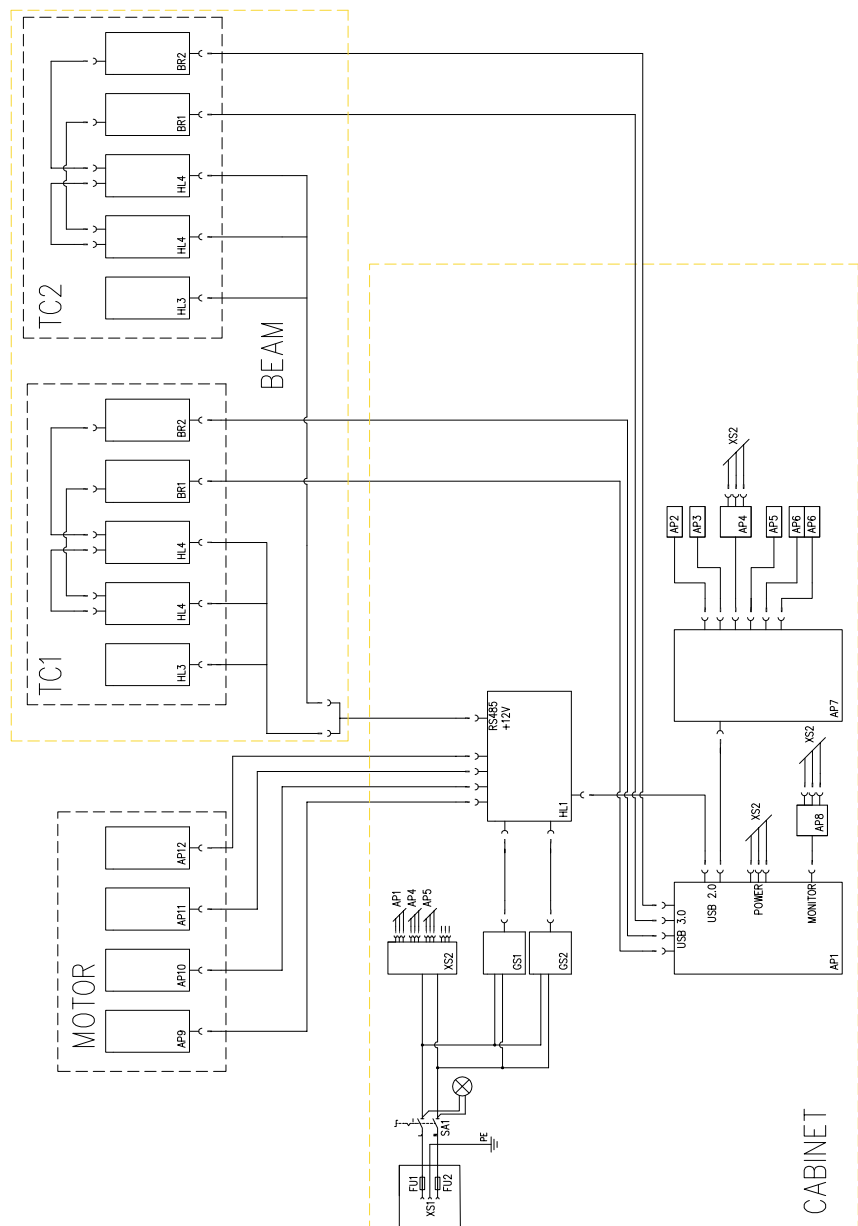 BR2
BR1
HL4
HL4
HL3
TC2
BEAM
BR2
BR1
HL4
HL4
HL3
TC1
XS2
AP2
AP3
AP4
AP5
AP6
AP6
AP7
RS485
+12V
HL1
XS2
AP8
XS2
USB 3.0
USB 2.0
POWER
MONITOR
AP1
AP12
AP11
AP10
AP9
MOTOR
AP1
AP4
AP5
XS2
GS1
GS2
SA1
PE
FU1
FU2
XS1
CABINET